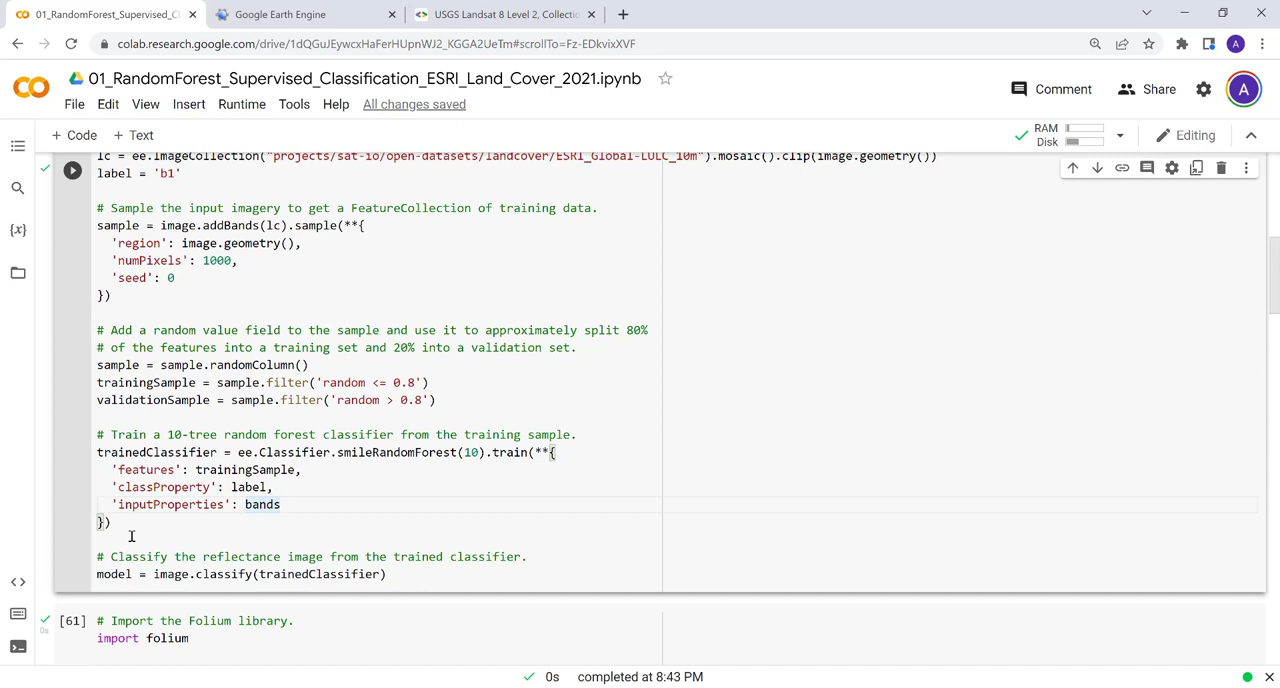 01_RandomForest_Supervised_Cl
Google Earth Engine
USGS Landsat 8 Level 2, Collectic
colab.research.google.com/drive/1dQGuJEywcxHaFerHUpnWJ2_KGGA2UeTm#scrollTo=Fz-EDkvixXVF
A
01_RandomForest_Supervised_Classification_ESRI_Land_Cover_2021.ipynb
File Edit View Insert Runtime Tools Help All changes saved
Comment Share A
+ Code + Text
RAM
Disk
Editing
lc = ee.ImageCollection("projects/sat-io/open-datasets/landcover/ESRI_Global-LULC_10m").mosaic().clip(image.geometry())
label = 'b1'
# Sample the input imagery to get a FeatureCollection of training data.
sample = image.addBands(lc).sample(**{
'region': image.geometry(),
'numPixels': 1000,
'seed': 0
})
# Add a random value field to the sample and use it to approximately split 80%
# of the features into a training set and 20% into a validation set.
sample = sample.randomColumn()
trainingSample = sample.filter('random <= 0.8')
validationSample = sample.filter('random > 0.8')
# Train a 10-tree random forest classifier from the training sample.
trainedClassifier = ee.Classifier.smileRandomForest(10).train(**{
'features': trainingSample,
'classProperty': label,
'inputProperties': bands
})
# Classify the reflectance image from the trained classifier.
model = image.classify(trainedClassifier)
[61] # Import the Folium library.
0s
import folium
0s completed at 8:43 PM